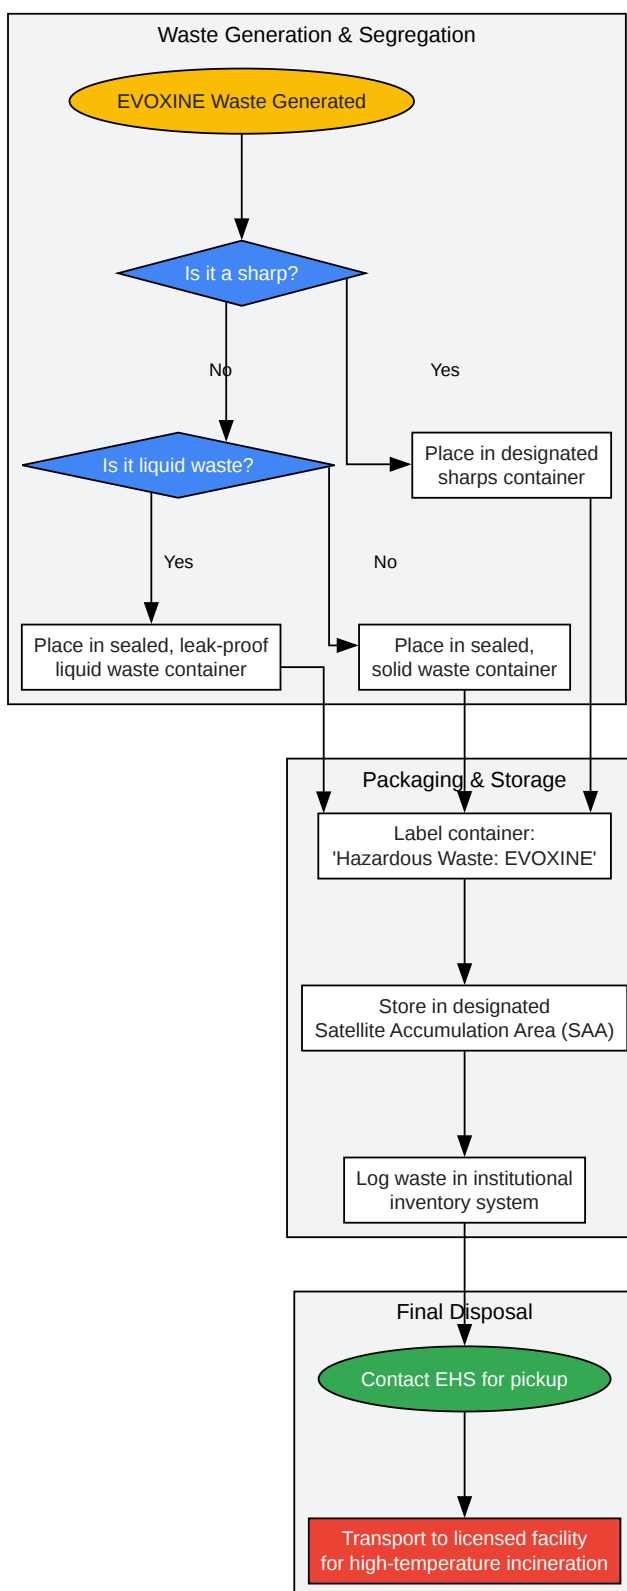 Waste Generation & Segregation
EVOXINE Waste Generated
Is it a sharp?
No
Yes
Is it liquid waste?
Place in designated
sharps container
Yes
No
Place in sealed, leak-proof
liquid waste container
Place in sealed,
solid waste container
Packaging & Storage
Label container:
'Hazardous Waste: EVOXINE'
Store in designated
Satellite Accumulation Area (SAA)
Log waste in institutional
inventory system
Final Disposal
Contact EHS for pickup
Transport to licensed facility
for high-temperature incineration